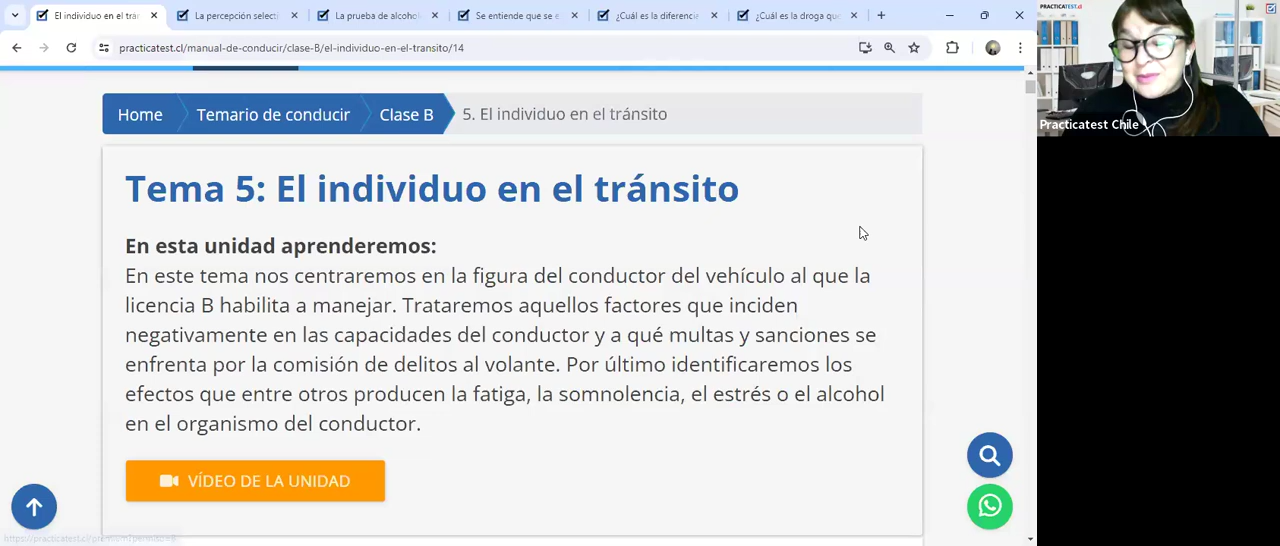 El individuo en el trán
La percepción selecti
La prueba de alcohol
Se entiende que se e
¿Cuál es la diferenci
¿Cuál es la droga que
practicatest.cl/manual-de-conducir/clase-B/el-individuo-en-el-transito/14
PRACTICATEST.cl
Practicatest Chile
Home
Temario de conducir
Clase B
5. El individuo en el tránsito
Tema 5: El individuo en el tránsito
En esta unidad aprenderemos:
En este tema nos centraremos en la figura del conductor del vehículo al que la
licencia B habilita a manejar. Trataremos aquellos factores que inciden
negativamente en las capacidades del conductor y a qué multas y sanciones se
enfrenta por la comisión de delitos al volante. Por último identificaremos los
efectos que entre otros producen la fatiga, la somnolencia, el estrés o el alcohol
en el organismo del conductor.
VÍDEO DE LA UNIDAD